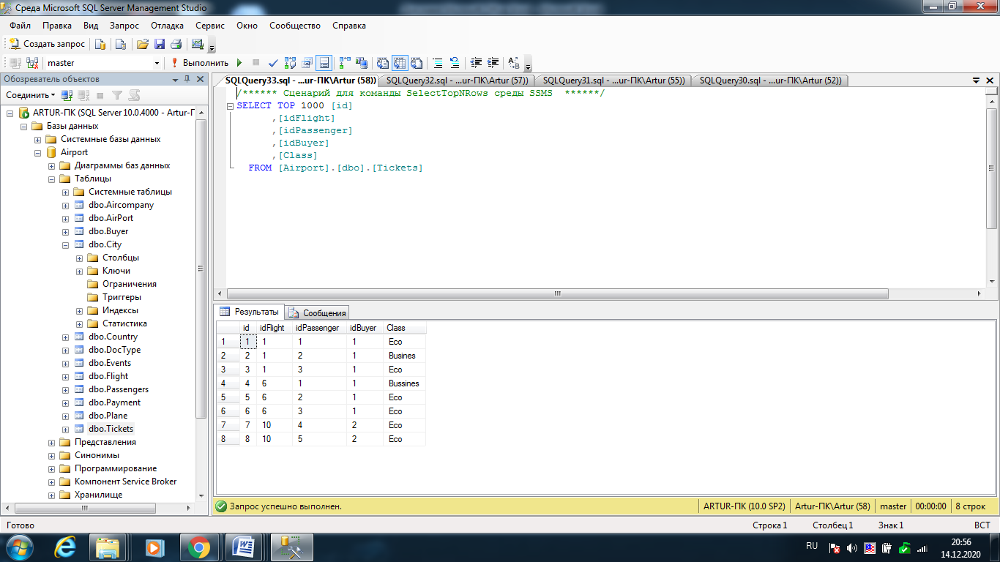 Среда Microsoft SQL Server Management Studio
Файл Правка Вид Запрос Отладка Сервис Окно Сообщество Справка
Создать запрос
master Выполнить
Обозреватель объектов
Соединить
ARTUR-ПК (SQL Server 10.0.4000 - Artur-Г
Базы данных
Системные базы данных
Airport
Диаграммы баз данных
Таблицы
Системные таблицы
dbo.Aircompany
dbo.AirPort
dbo.Buyer
dbo.City
Столбцы
Ключи
Ограничения
Триггеры
Индексы
Статистика
dbo.Country
dbo.DocType
dbo.Events
dbo.Flight
dbo.Passengers
dbo.Payment
dbo.Plane
dbo.Tickets
Представления
Синонимы
Программирование
Компонент Service Broker
Хранилище
SQLQuery33.sql - ...ur-ПК\Artur (58)) SQLQuery32.sql - ...ur-ПК\Artur (57)) SQLQuery31.sql - ...ur-ПК\Artur (55)) SQLQuery30.sql - ...ur-ПК\Artur (52))
/****** Сценарий для команды SelectTopNRows среды SSMS ******/
SELECT TOP 1000 [id]
,[idFlight]
,[idPassenger]
,[idBuyer]
,[Class]
FROM [Airport].[dbo].[Tickets]
Результаты Сообщения
id idFlight idPassenger idBuyer Class
1 1 1 1 1 Eco
2 2 1 2 1 Busines
3 3 1 3 1 Eco
4 4 6 1 1 Bussines
5 5 6 2 1 Eco
6 6 6 3 1 Eco
7 7 10 4 2 Eco
8 8 10 5 2 Eco
Запрос успешно выполнен. ARTUR-ПК (10.0 SP2) Artur-ПК\Artur (58) master 00:00:00 8 строк
Готово Строка 1 Столбец 1 Знак 1 ВСТ
RU 20:56
14.12.2020